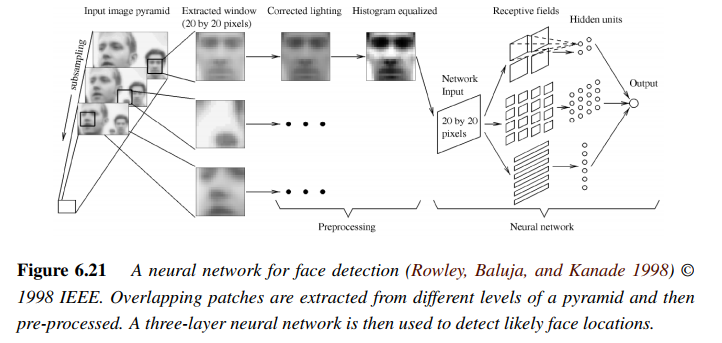 Input image pyramid
Extracted window
(20 by 20 pixels)
Corrected lighting
Histogram equalized
Receptive fields
Hidden units
subsampling
Network
Input
Output
20 by 20
pixels
Preprocessing
Neural network
Figure 6.21 A neural network for face detection (Rowley, Baluja, and Kanade 1998) ©
1998 IEEE. Overlapping patches are extracted from different levels of a pyramid and then
pre-processed. A three-layer neural network is then used to detect likely face locations.